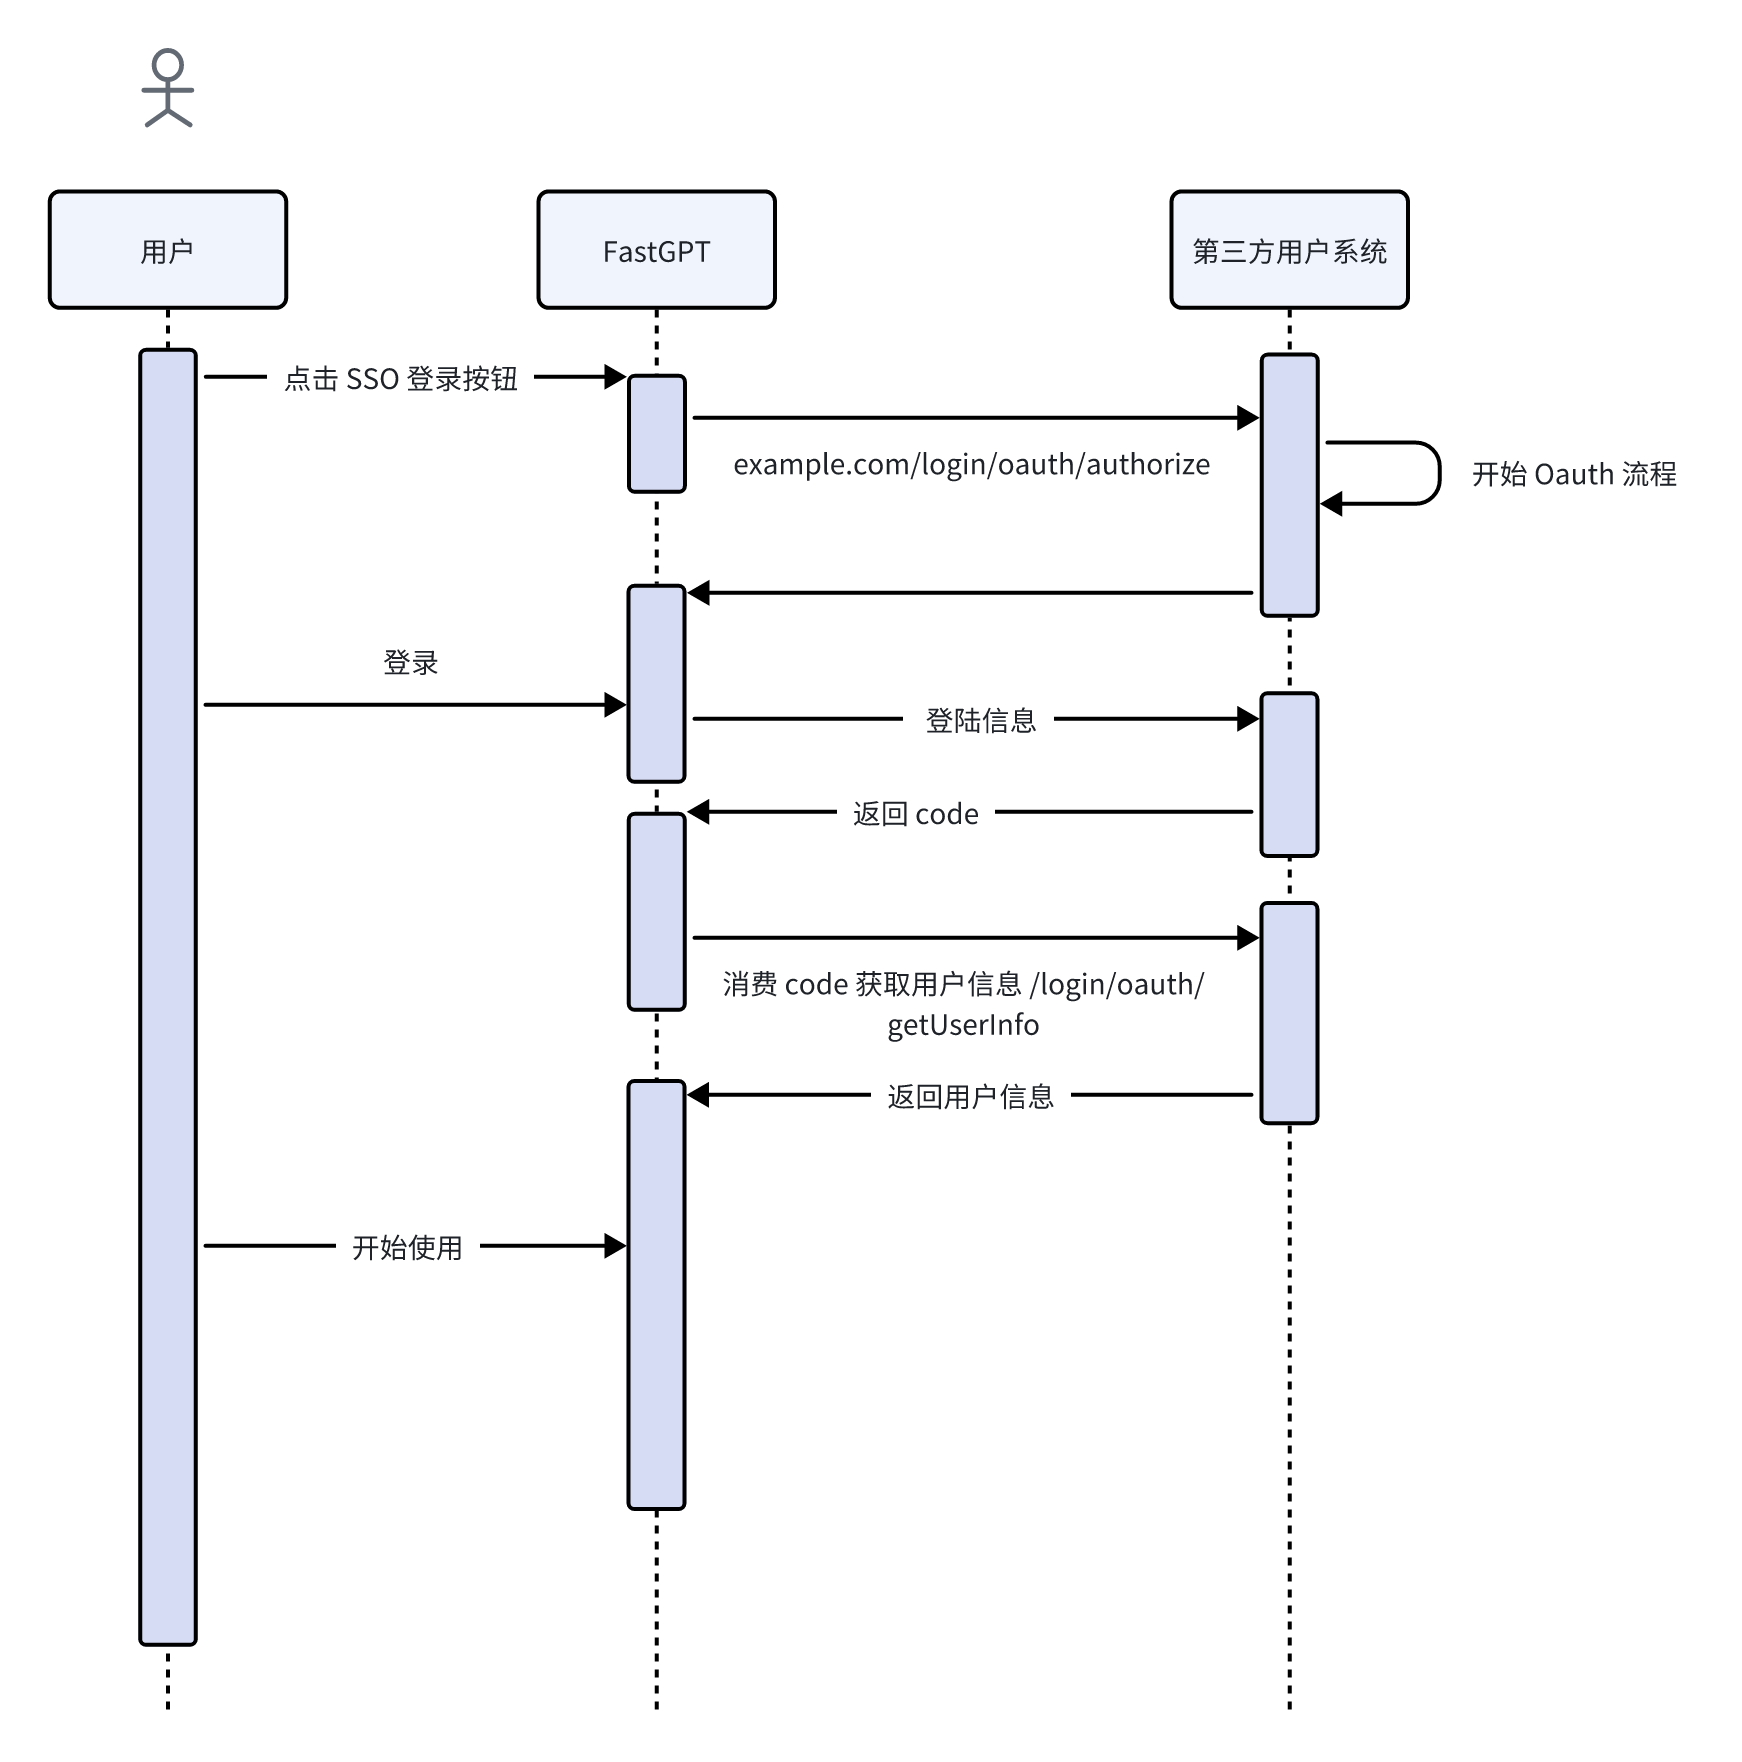 用户
FastGPT
第三方用户系统
点击 SSO 登录按钮
example.com/login/oauth/authorize
开始 Oauth 流程
登录
登陆信息
返回 code
消费 code 获取用户信息 /login/oauth/
getUserInfo
返回用户信息
开始使用